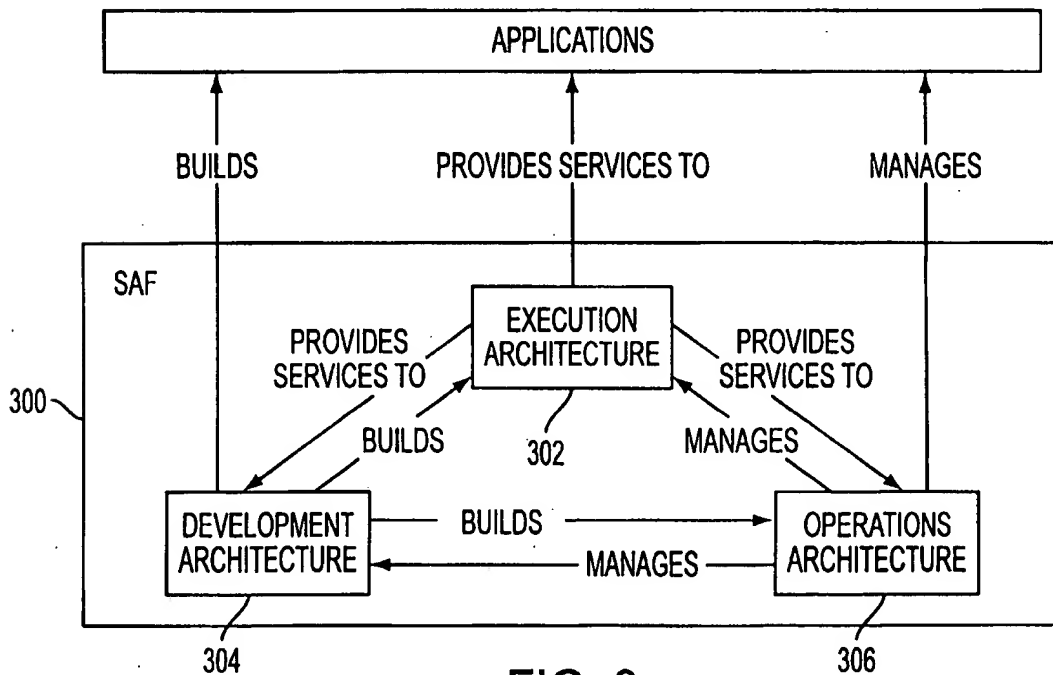 APPLICATIONS
BUILDS
PROVIDES SERVICES TO
MANAGES
SAF
EXECUTION
ARCHITECTURE
PROVIDES
SERVICES TO
PROVIDES
SERVICES TO
300
BUILDS
302
MANAGES
DEVELOPMENT
ARCHITECTURE
BUILDS
MANAGES
OPERATIONS
ARCHITECTURE
304
306